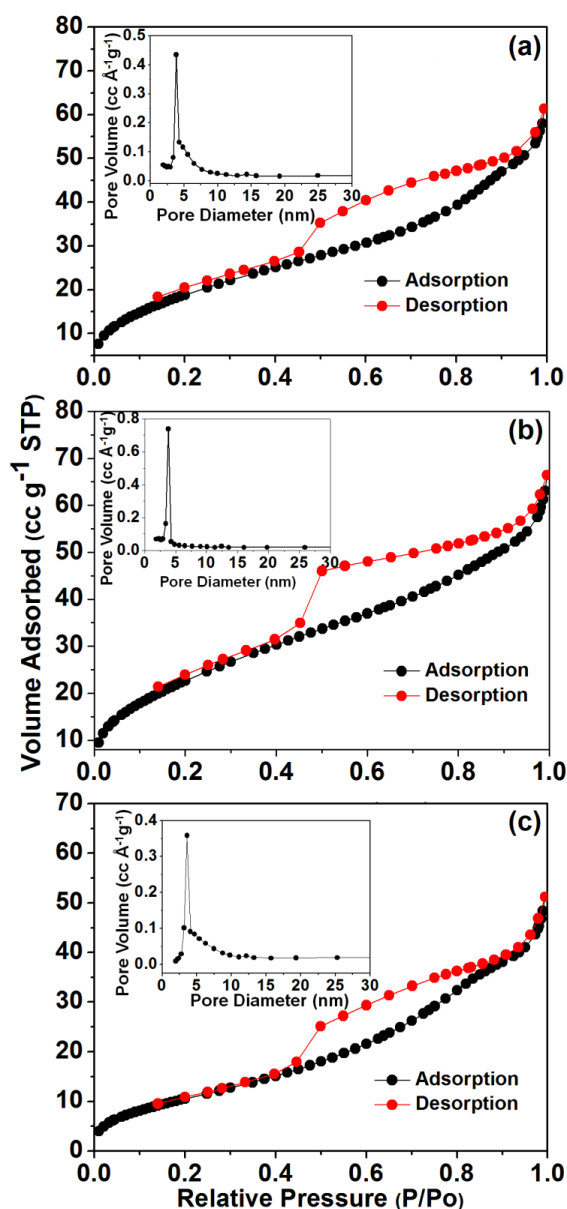 (a)
80
70
60
50
40
30
20
10
0.0 0.2 0.4 0.6 0.8 1.0
Pore Volume (cc Å-1g-1)
0.5
0.4
0.3
0.2
0.1
0.0
0 5 10 15 20 25 30
Pore Diameter (nm)
Adsorption
Desorption
Volume Adsorbed (cc g-1 STP)
(b)
80
70
60
50
40
30
20
10
0.0 0.2 0.4 0.6 0.8 1.0
Pore Volume (cc Å-1g-1)
0.8
0.6
0.4
0.2
0.0
0 5 10 15 20 25 30
Pore Diameter (nm)
Adsorption
Desorption
(c)
70
60
50
40
30
20
10
0
0.0 0.2 0.4 0.6 0.8 1.0
Pore Volume (cc Å-1g-1)
0.4
0.3
0.2
0.1
0.0
0 5 10 15 20 25 30
Pore Diameter (nm)
Adsorption
Desorption
Relative Pressure (P/Po)